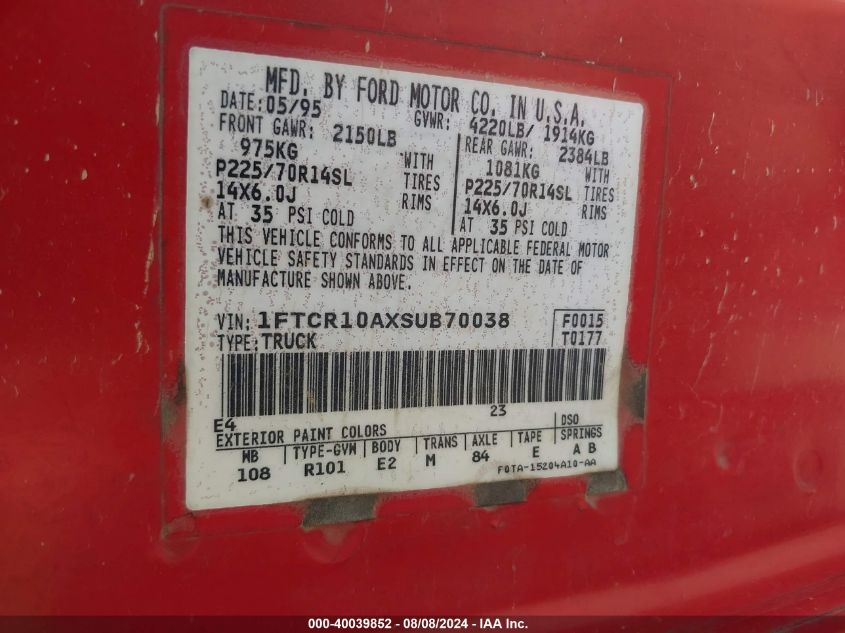 MFD. BY FORD MOTOR CO. IN U.S.A.
DATE: 05/95 GVWR: 4220LB/ 1914KG
FRONT GAWR: 2150LB REAR GAWR: 2384LB
975KG WITH 1081KG WITH
P225/70R14SL TIRES P225/70R14SL TIRES
14X6.0J RIMS 14X6.0J RIMS
AT 35 PSI COLD AT 35 PSI COLD
THIS VEHICLE CONFORMS TO ALL APPLICABLE FEDERAL MOTOR
VEHICLE SAFETY STANDARDS IN EFFECT ON THE DATE OF
MANUFACTURE SHOWN ABOVE.
VIN: 1FTCR10AXSUB70038 F0015
TYPE: TRUCK T0177
E4 23
EXTERIOR PAINT COLORS DSO
WB TYPE-GVW BODY TRANS AXLE TAPE SPRINGS
108 R101 E2 M 84 E A B
F0TA-15204A10-AA
000-40039852 / 08/08/2024 / IAA Inc.